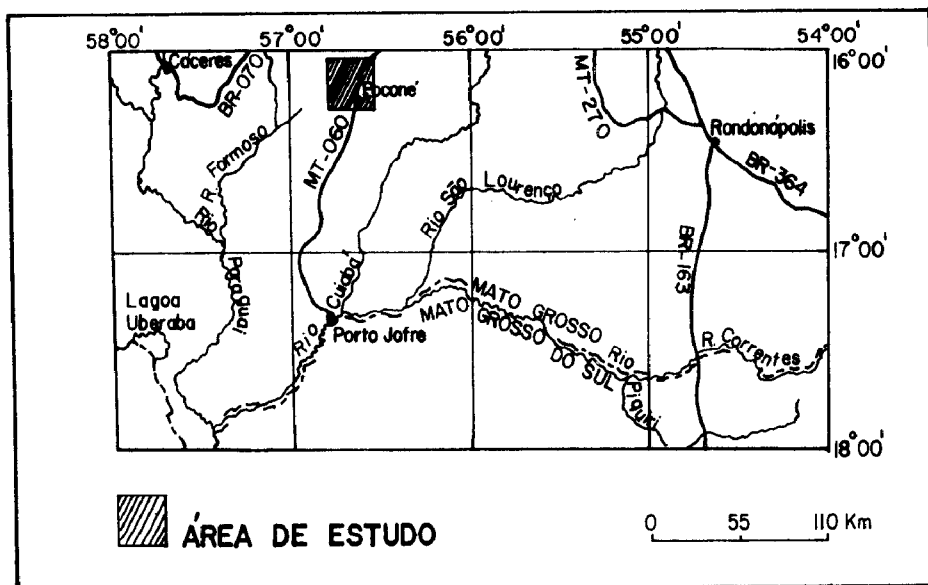 58°00' 57°00' 56°00' 55°00' 54°00'
16°00'
Cáceres
BR-070
Poconé
MT-060
MT-270
Rondonópolis
BR-364
R. Formoso
Rio São Lourenço
Rio Paraguai
17°00'
BR-163
Lagoa
Uberaba
Rio Cuiabá
Porto Jofre
MATO GROSSO
MATO GROSSO DO SUL
Rio Piquiri
R. Correntes
18°00'
ÁREA DE ESTUDO
0 55 110 Km